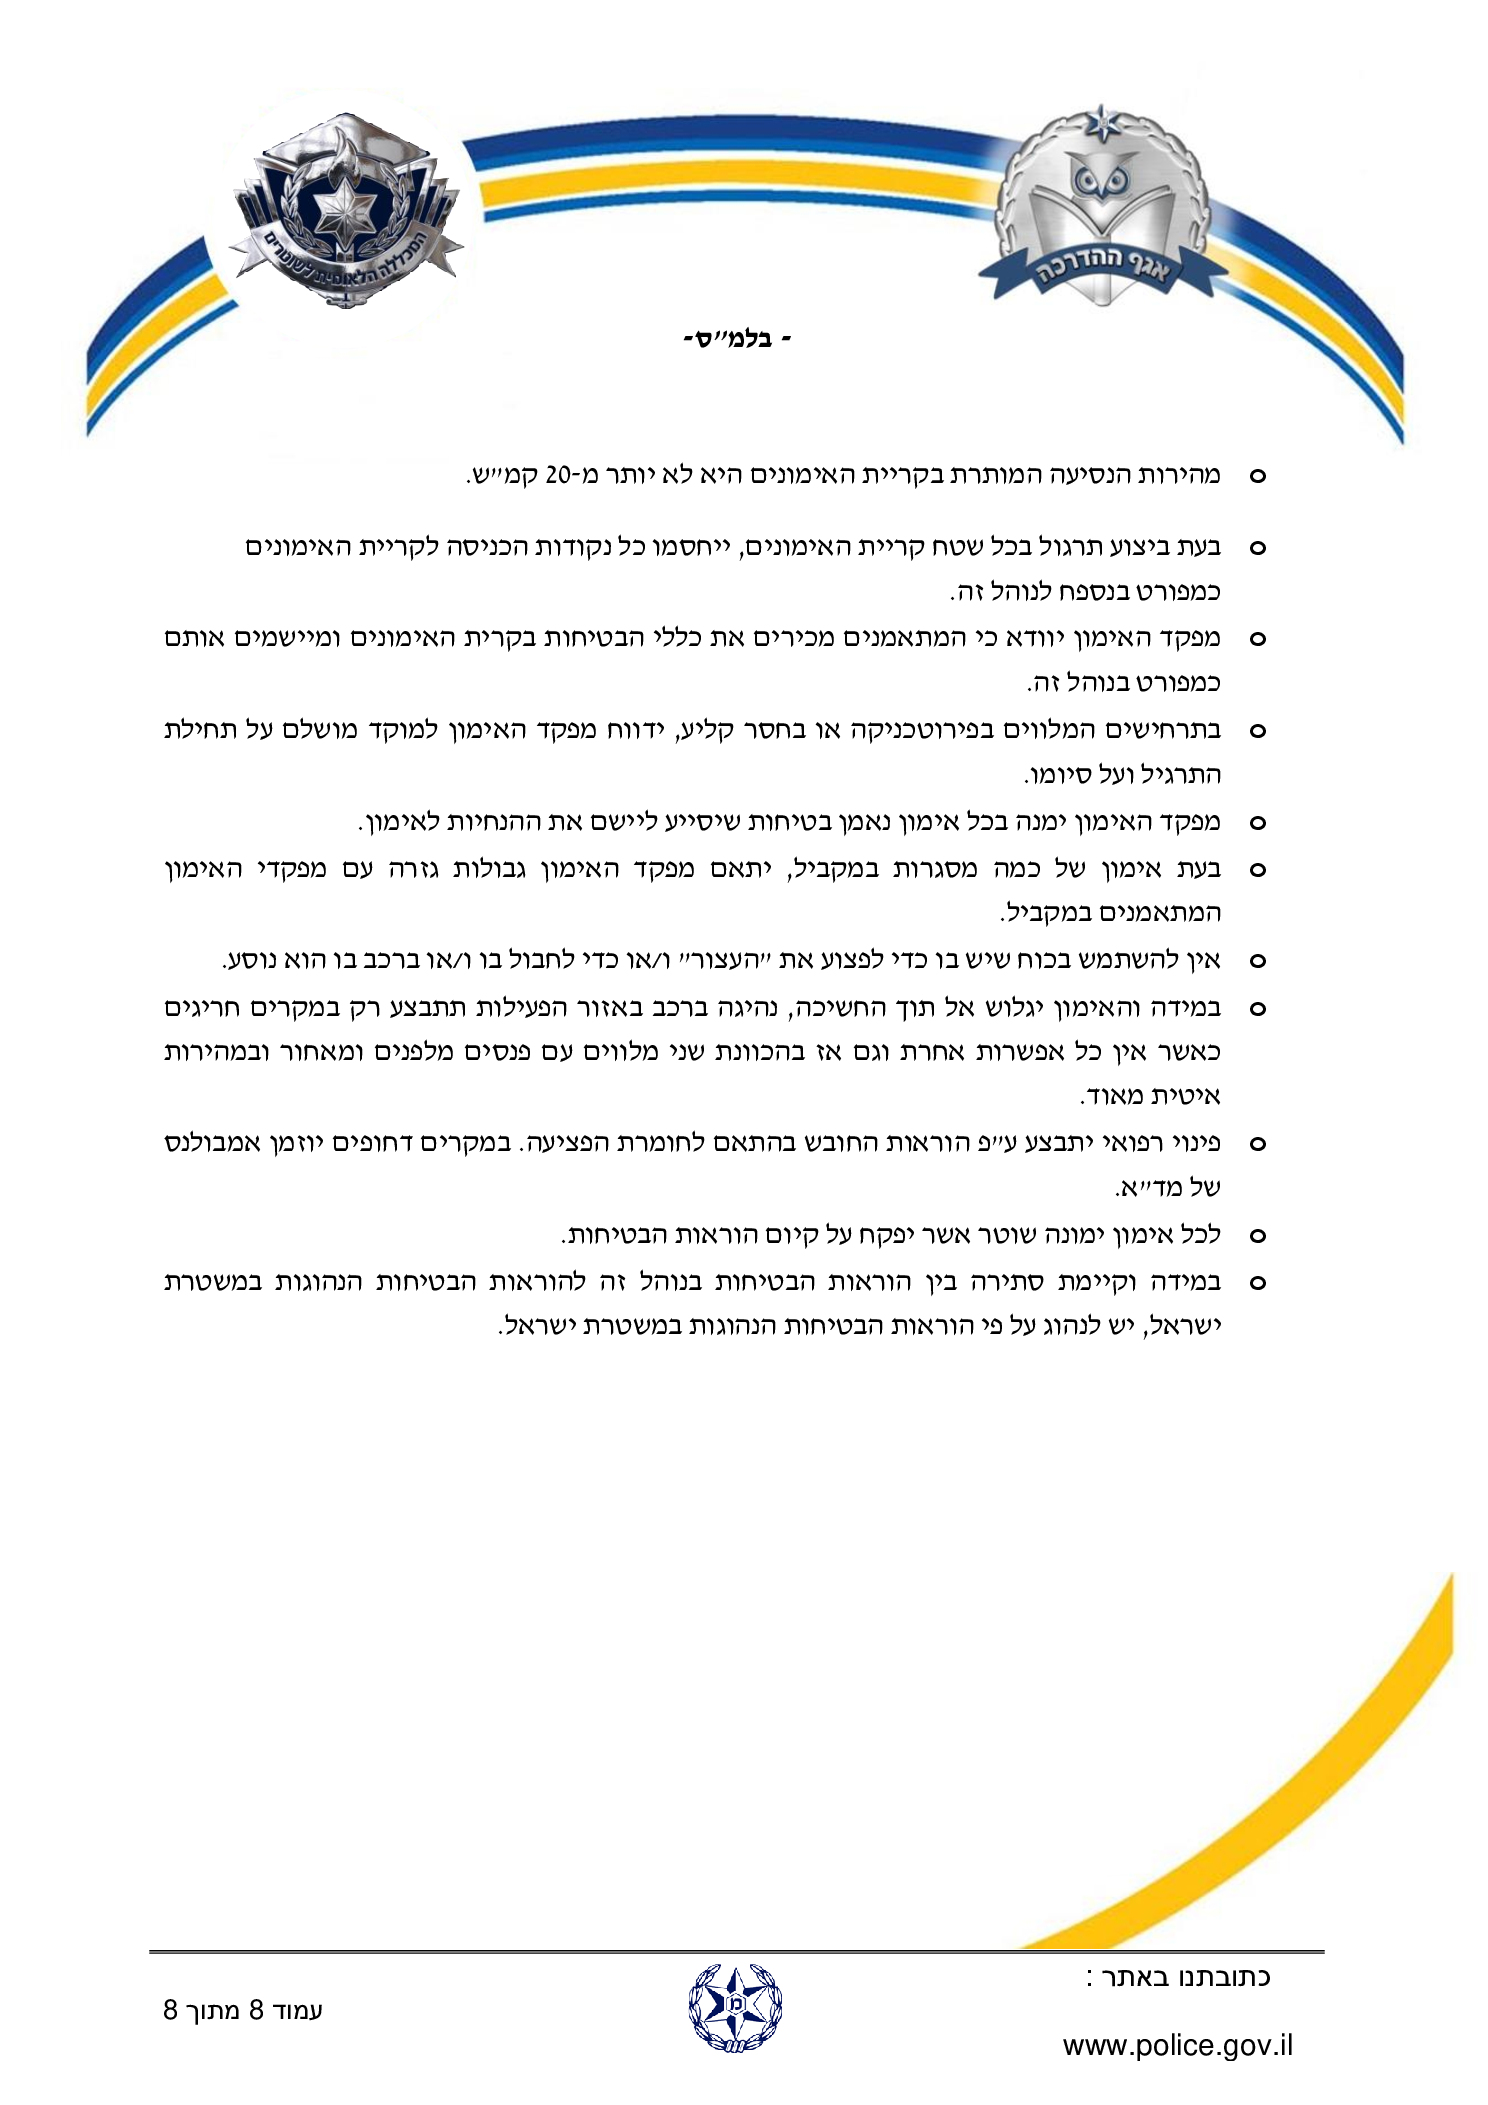 המכללה הלאומית לשוטרים
אגף ההדרכה
- בלמ"ס-
o מהירות הנסיעה המותרת בקריית האימונים היא לא יותר מ-20 קמ"ש.
o בעת ביצוע תרגול בכל שטח קריית האימונים, ייחסמו כל נקודות הכניסה לקריית האימונים
כמפורט בנספח לנוהל זה.
o מפקד האימון יוודא כי המתאמנים מכירים את כללי הבטיחות בקרית האימונים ומיישמים אותם
כמפורט בנוהל זה.
o בתרחישים המלווים בפירוטכניקה או בחסר קליע, ידווח מפקד האימון למוקד מושלם על תחילת
התרגיל ועל סיומו.
o מפקד האימון ימנה בכל אימון נאמן בטיחות שיסייע ליישם את ההנחיות לאימון.
o בעת אימון של כמה מסגרות במקביל, יתאם מפקד האימון גבולות גזרה עם מפקדי האימון
המתאמנים במקביל.
o אין להשתמש בכוח שיש בו כדי לפצוע את "העצור" ו/או כדי לחבול בו ו/או ברכב בו הוא נוסע.
o במידה והאימון יגלוש אל תוך החשיכה, נהיגה ברכב באזור הפעילות תתבצע רק במקרים חריגים
כאשר אין כל אפשרות אחרת וגם אז בהכוונת שני מלווים עם פנסים מלפנים ומאחור ובמהירות
איטית מאוד.
o פינוי רפואי יתבצע ע"פ הוראות החובש בהתאם לחומרת הפציעה. במקרים דחופים יוזמן אמבולנס
של מד"א.
o לכל אימון ימונה שוטר אשר יפקח על קיום הוראות הבטיחות.
o במידה וקיימת סתירה בין הוראות הבטיחות בנוהל זה להוראות הבטיחות הנהוגות במשטרת
ישראל, יש לנהוג על פי הוראות הבטיחות הנהוגות במשטרת ישראל.
כתובתנו באתר :
www.police.gov.il
מ
עמוד 8 מתוך 8